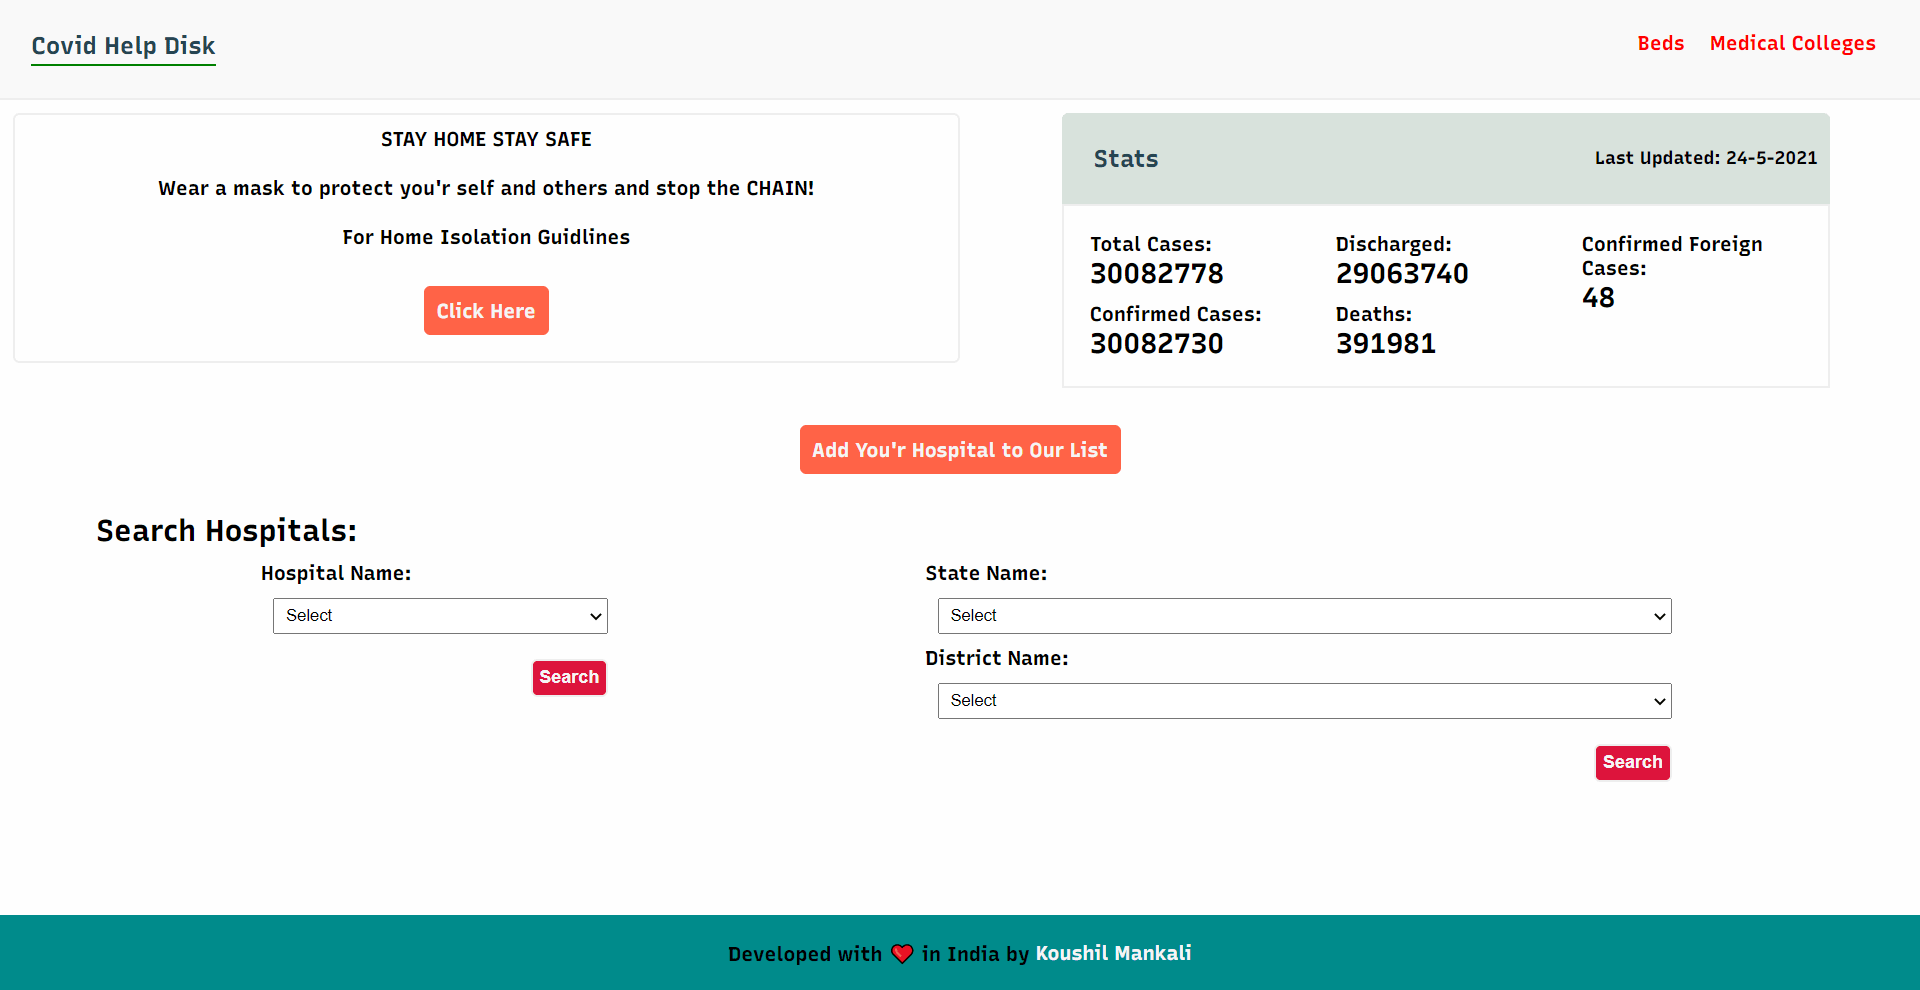 Covid Help Disk
Beds
Medical Colleges
STAY HOME STAY SAFE
Wear a mask to protect you'r self and others and stop the CHAIN!
For Home Isolation Guidlines
Click Here
Stats
Last Updated: 24-5-2021
Total Cases:
30082778
Confirmed Cases:
30082730
Discharged:
29063740
Deaths:
391981
Confirmed Foreign
Cases:
48
Add You'r Hospital to Our List
Search Hospitals:
Hospital Name:
Select
Search
State Name:
Select
District Name:
Select
Search
Developed with ❤️ in India by Koushil Mankali